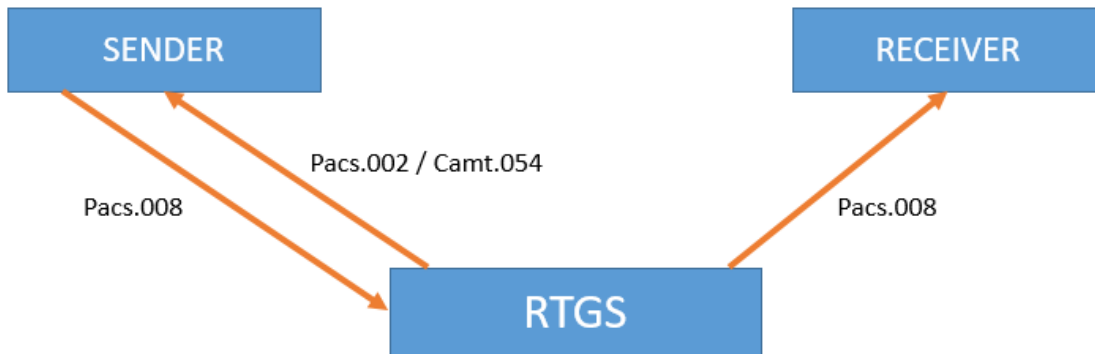 SENDER
RECEIVER
Pacs.002 / Camt.054
Pacs.008
Pacs.008
RTGS